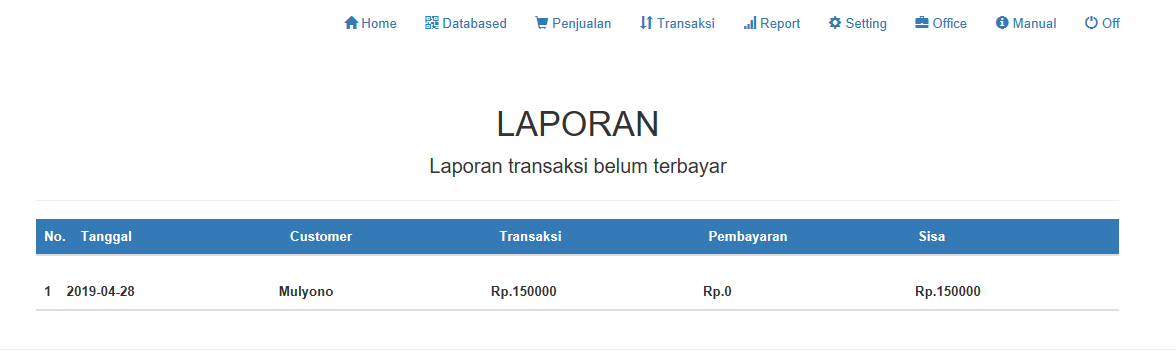 Home Databased Penjualan Transaksi Report Setting Office Manual Off
LAPORAN
Laporan transaksi belum terbayar
No. Tanggal Customer Transaksi Pembayaran Sisa
1 2019-04-28 Mulyono Rp.150000 Rp.0 Rp.150000